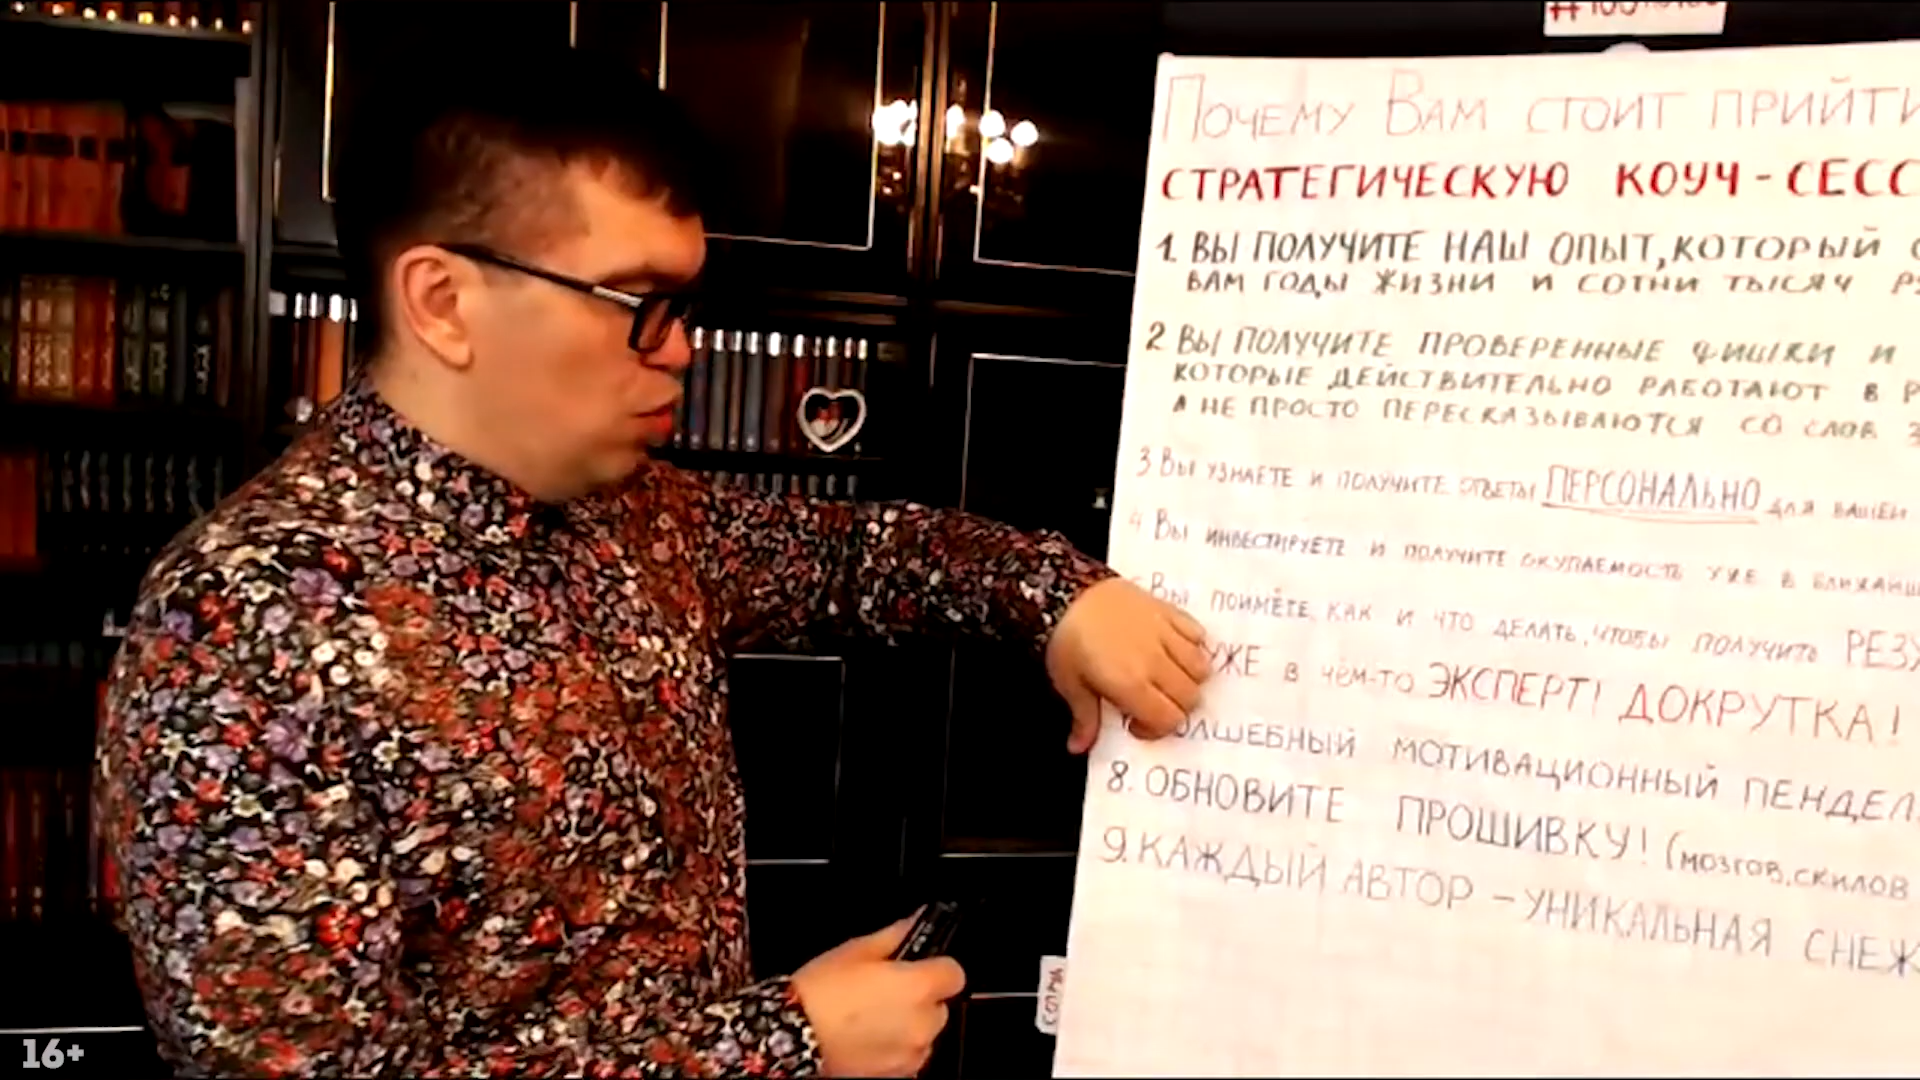 Почему Вам стоит прийти
СТРАТЕГИЧЕСКУЮ КОУЧ-СЕСС
1. ВЫ ПОЛУЧИТЕ НАШ ОПЫТ, КОТОРЫЙ
ВАМ ГОДЫ ЖИЗНИ И СОТНИ ТЫСЯЧ
2 ВЫ ПОЛУЧИТЕ ПРОВЕРЕННЫЕ ФИШКИ И
КОТОРЫЕ ДЕЙСТВИТЕЛЬНО РАБОТАЮТ В Р
А НЕ ПРОСТО ПЕРЕСКАЗЫВАЮТСЯ СО СЛОВ
3 Вы УЗНАЕТЕ И ПОЛУЧИТЕ ОТВЕТЫ ПЕРСОНАЛЬНО ДЛЯ ВАШЕЙ
4 Вы ИНВЕСТИРУЕТЕ И ПОЛУЧИТЕ ОКУПАЕМОСТЬ УЖЕ В БЛИЖАЙШ
Вы ПОЙМЁТЕ, КАК И ЧТО ДЕЛАТЬ, ЧТОБЫ ПОЛУЧИТЬ РЕЗУ
УЖЕ в чём-то ЭКСПЕРТ! ДОКРУТКА!
ОЛШЕБНЫЙ МОТИВАЦИОННЫЙ ПЕНДЕЛ
8. ОБНОВИТЕ ПРОШИВКУ! (мозгов, скилов
9. КАЖДЫЙ АВТОР - УНИКАЛЬНАЯ СНЕЖ
16+